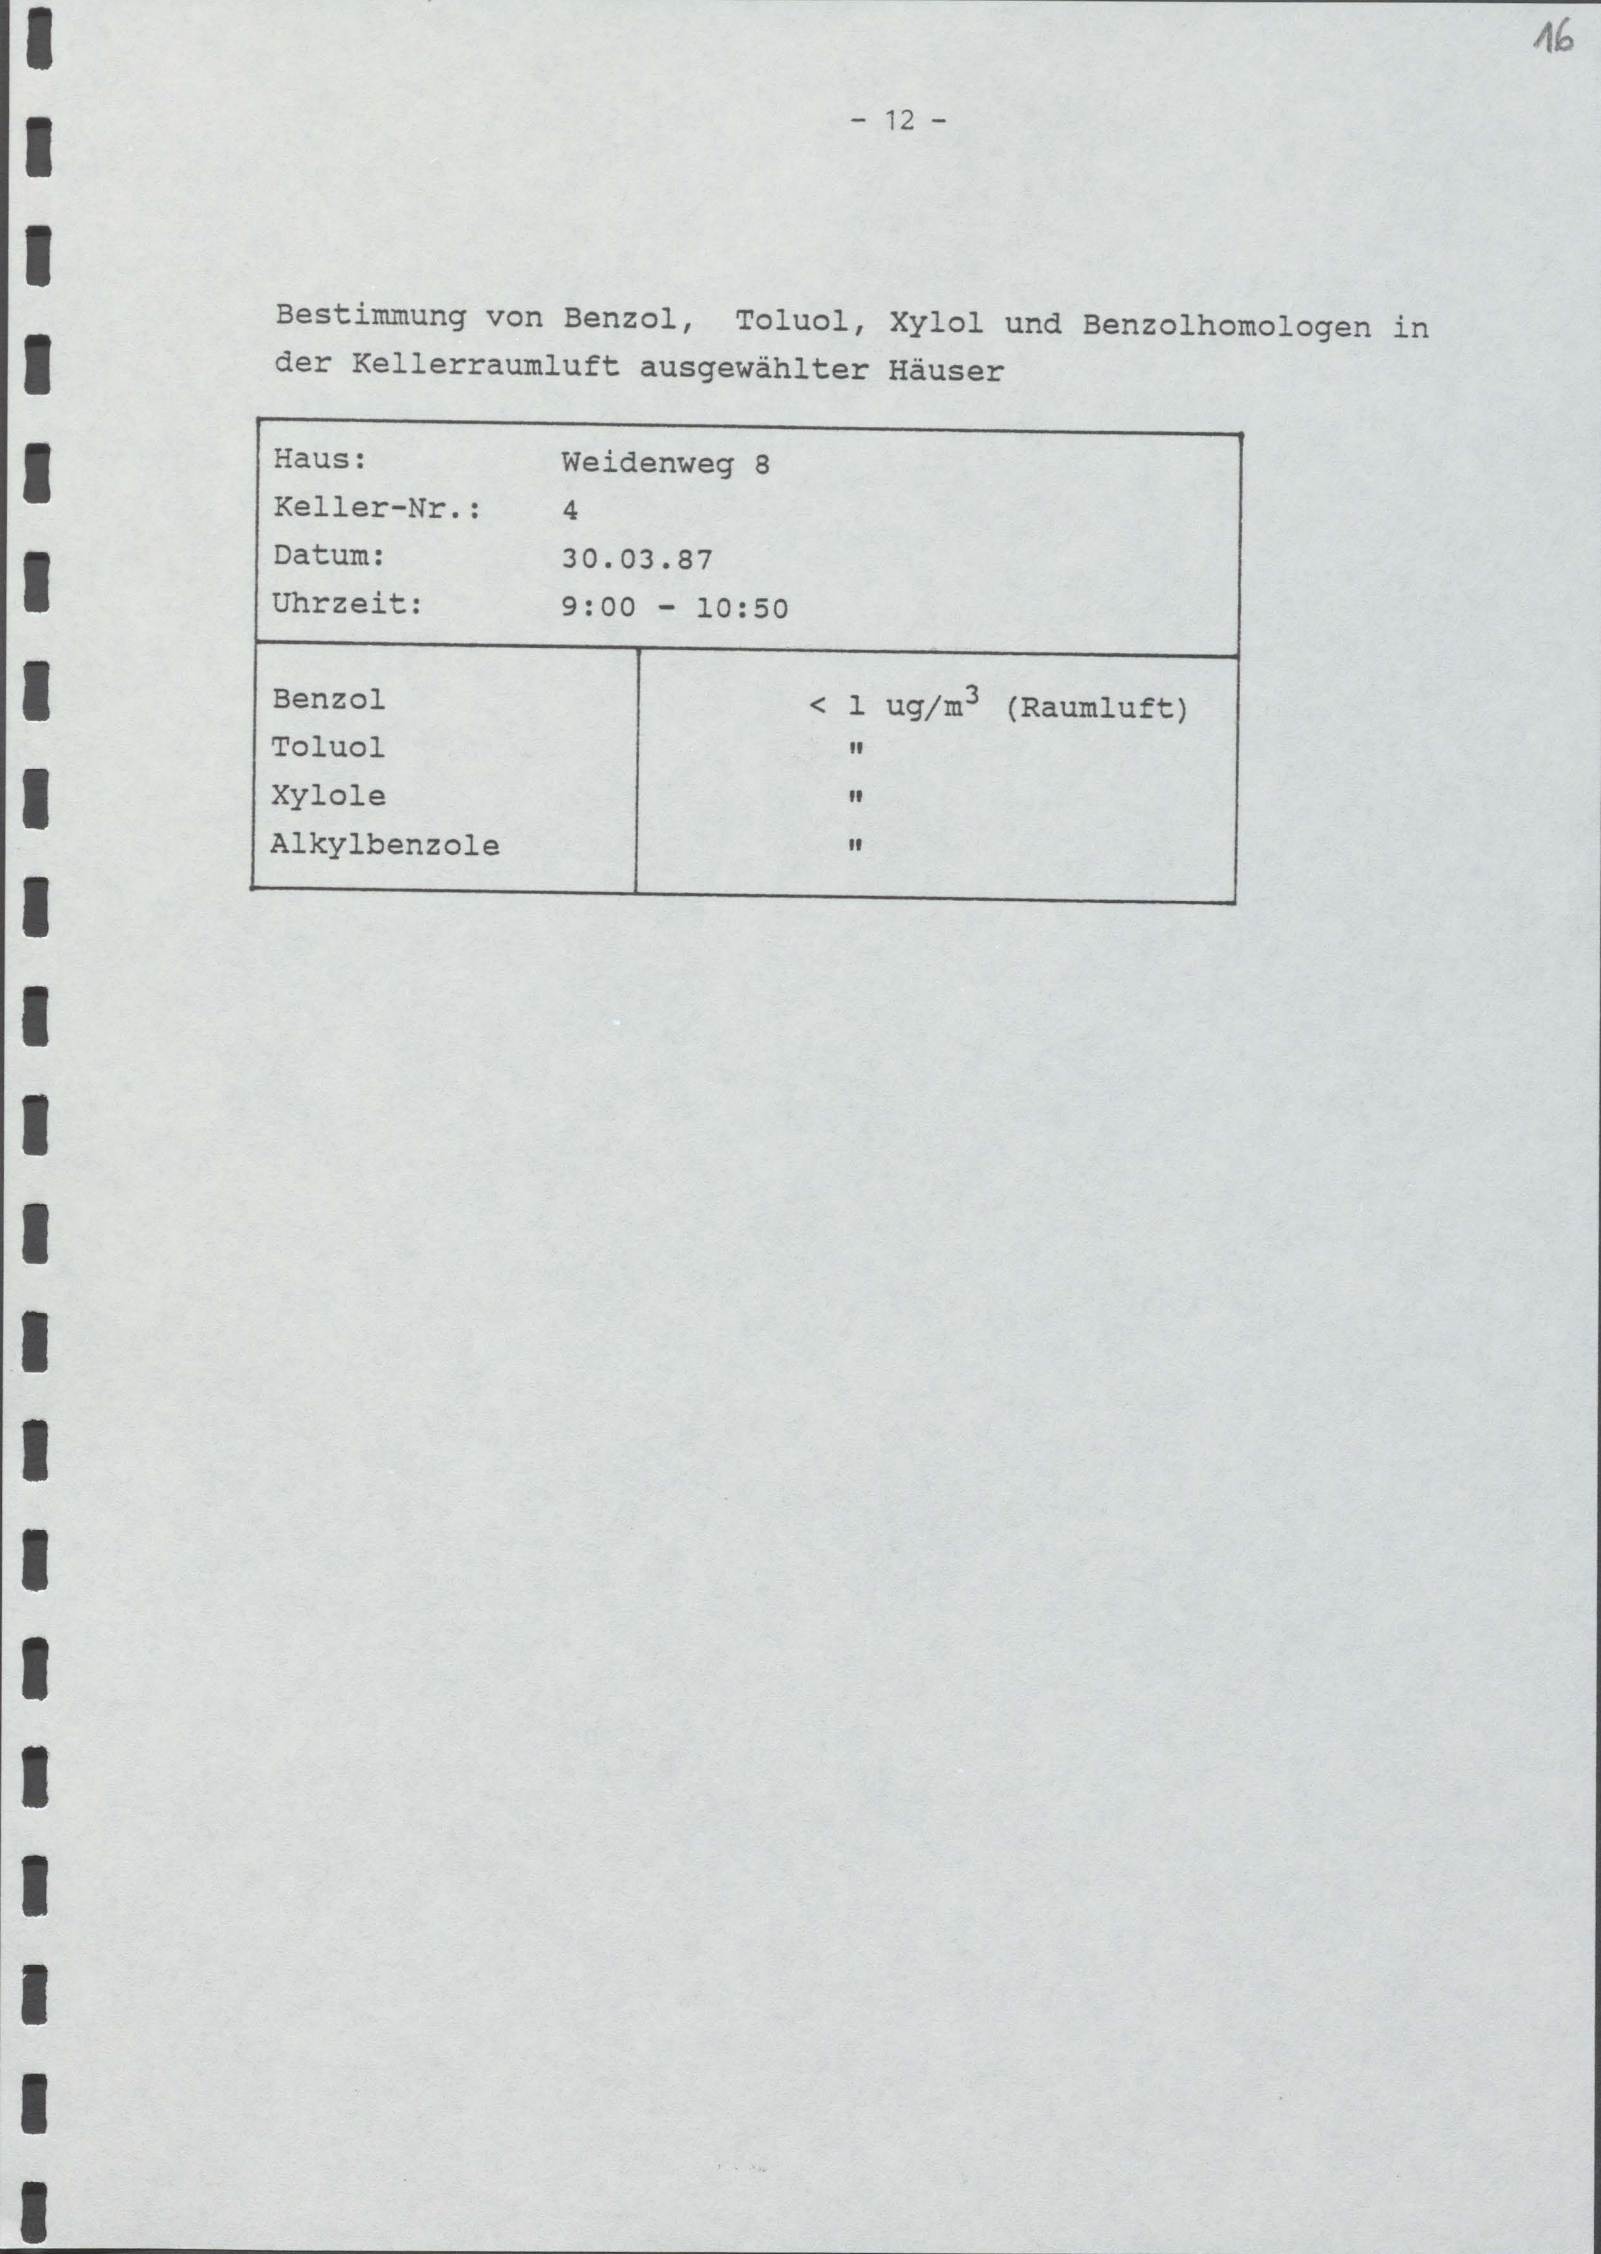 16
- 12 -
Bestimmung von Benzol, Toluol, Xylol und Benzolhomologen in
der Kellerraumluft ausgewählter Häuser
Haus: Weidenweg 8
Keller-Nr.: 4
Datum: 30.03.87
Uhrzeit: 9:00 - 10:50
Benzol < 1 ug/m³ (Raumluft)
Toluol "
Xylole "
Alkylbenzole "